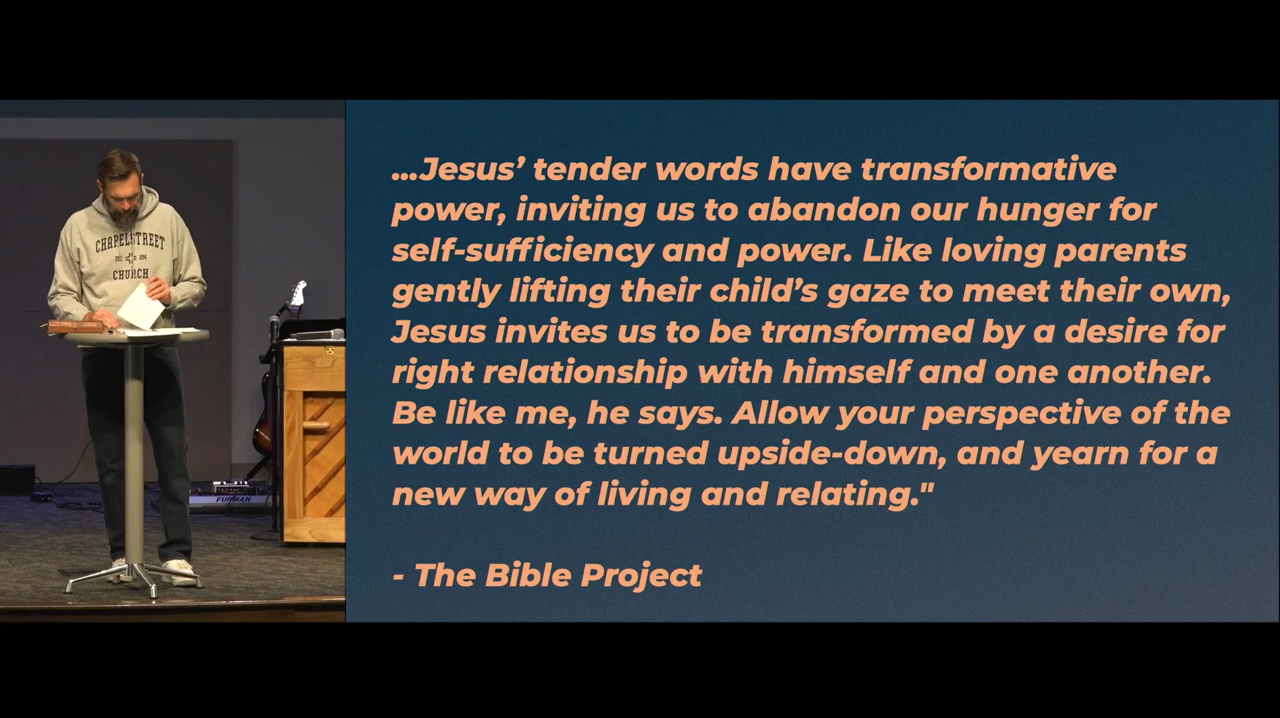 CHAPELSTREET
CHURCH
...Jesus’ tender words have transformative
power, inviting us to abandon our hunger for
self-sufficiency and power. Like loving parents
gently lifting their child’s gaze to meet their own,
Jesus invites us to be transformed by a desire for
right relationship with himself and one another.
Be like me, he says. Allow your perspective of the
world to be turned upside-down, and yearn for a
new way of living and relating."
- The Bible Project